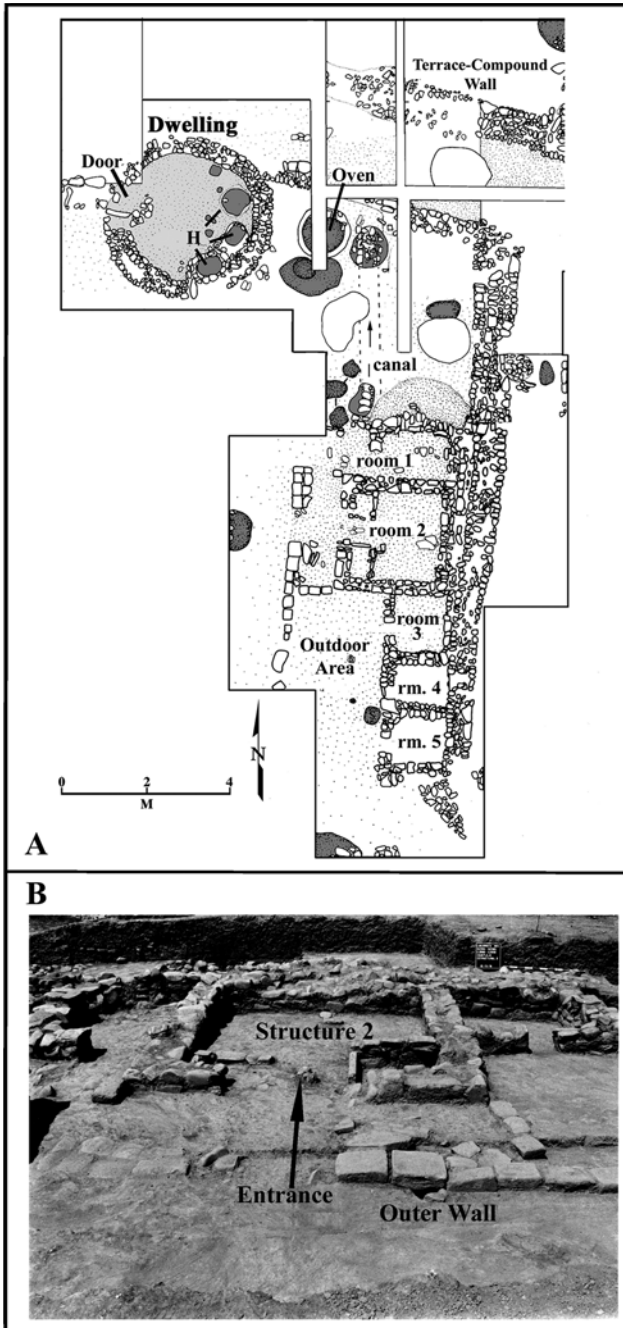 Terrace-Compound
Wall
Dwelling
Door
Oven
H
canal
room 1
room 2
room
3
Outdoor
Area
rm. 4
rm. 5
N
0 2 4
M
A
B
Structure 2
Entrance
Outer Wall